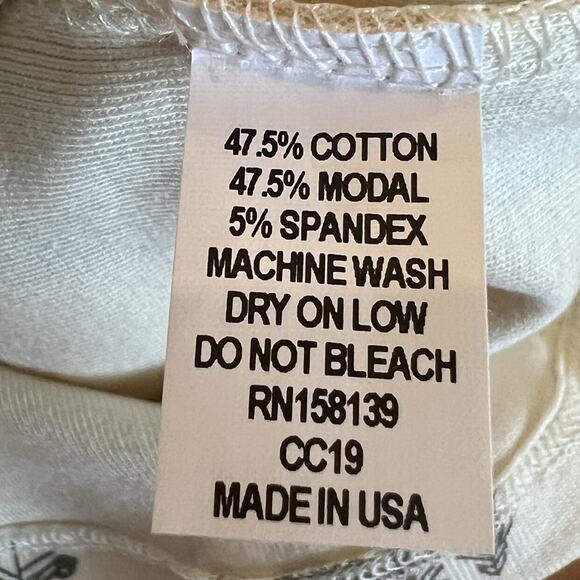 47.5% COTTON
47.5% MODAL
5% SPANDEX
MACHINE WASH
DRY ON LOW
DO NOT BLEACH
RN158139
CC19
MADE IN USA